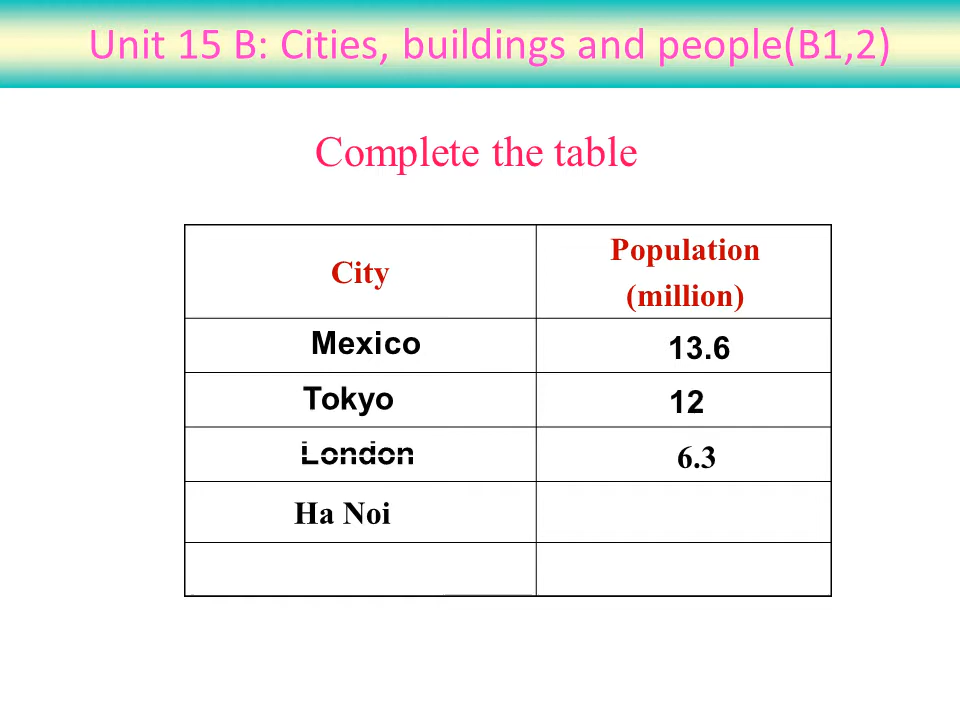 Unit 15 B: Cities, buildings and people(B1,2)
Complete the table
City
Population
(million)
Mexico
13.6
Tokyo
12
London
6.3
Ha Noi